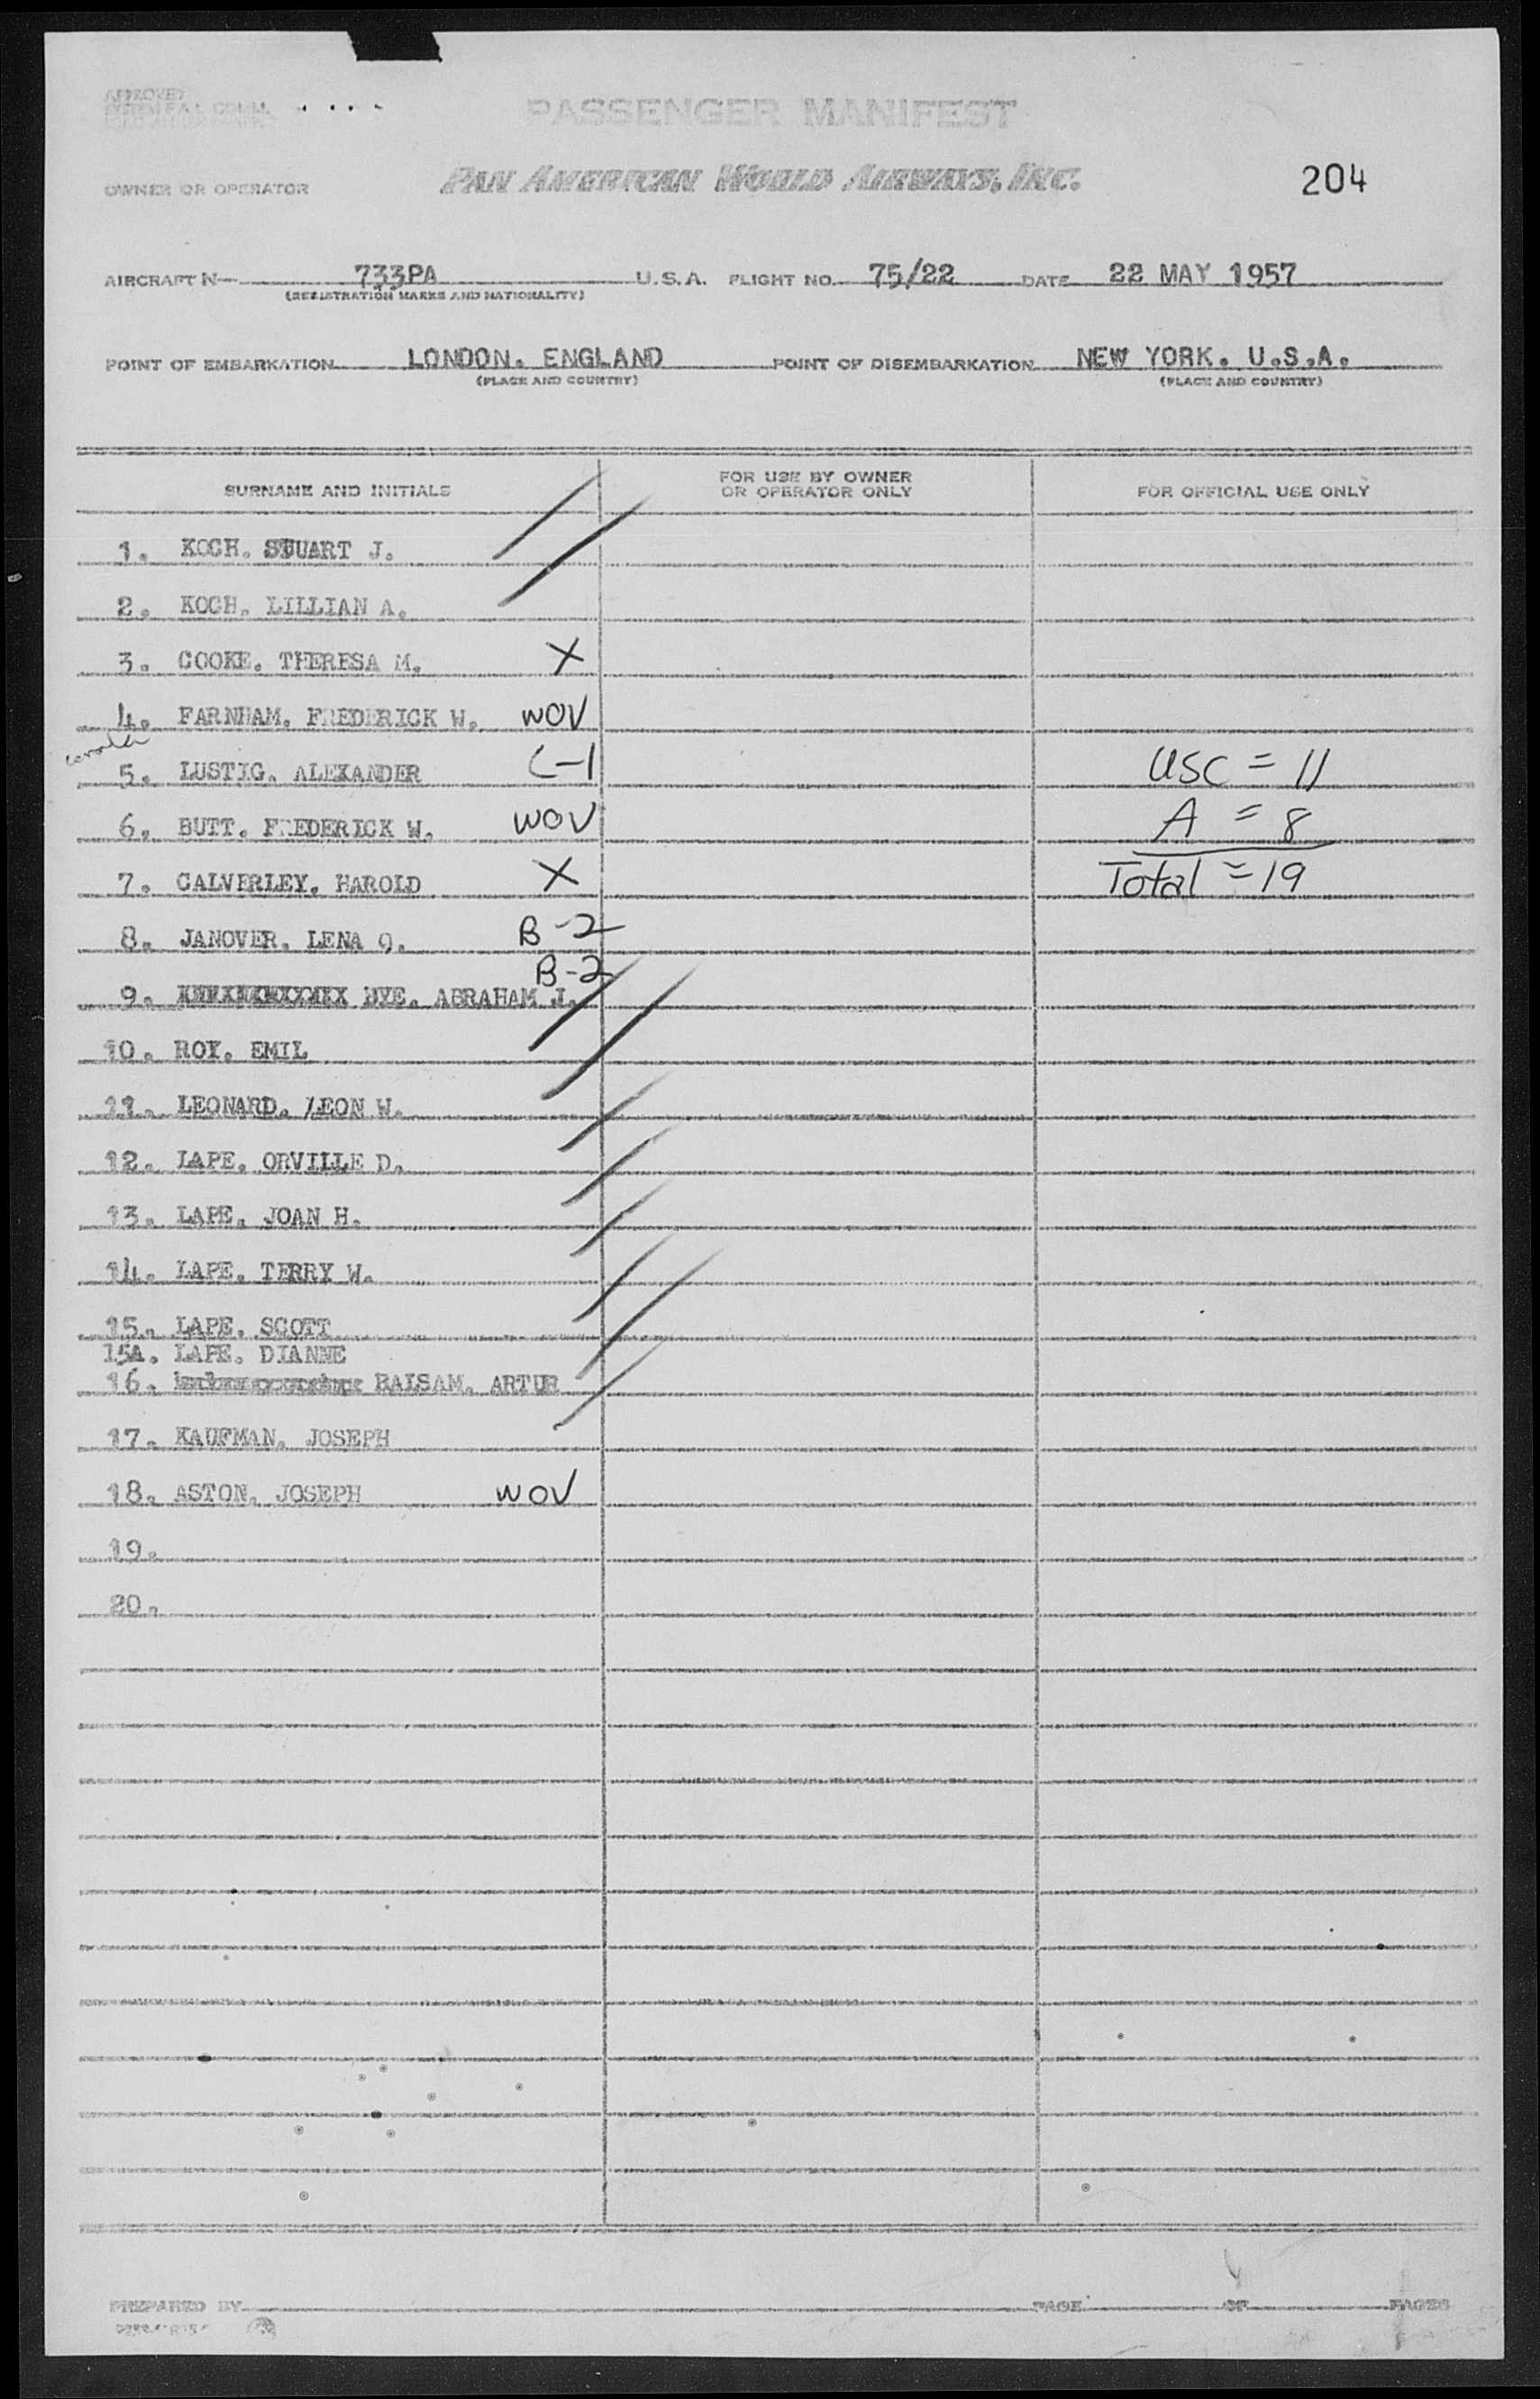 APPROVED
PASSENGER MANIFEST
OWNER OR OPERATOR PAN AMERICAN WORLD AIRWAYS, INC. 204
AIRCRAFT N— 733PA U.S.A. FLIGHT NO. 75/22 DATE 22 MAY 1957
(REGISTRATION MARKS AND NATIONALITY)
POINT OF EMBARKATION LONDON. ENGLAND POINT OF DISEMBARKATION NEW YORK. U.S.A.
(PLACE AND COUNTRY) (PLACE AND COUNTRY)
SURNAME AND INITIALS FOR USE BY OWNER OR OPERATOR ONLY FOR OFFICIAL USE ONLY
1. KOCH. STUART J.
2. KOCH. LILLIAN A.
3. COOKE. THERESA M. X
4. FARNHAM. FREDERICK W. WOV
5. LUSTIG. ALEXANDER C-1 USC = 11
6. BUTT. FREDERICK W. WOV A = 8
7. CALVERLEY. HAROLD X Total = 19
8. JANOVER. LENA O. B-2
B-2
9. DYE. ABRAHAM J.
10. ROY. EMIL
11. LEONARD. LEON W.
12. LAPE. ORVILLE D.
13. LAPE. JOAN H.
14. LAPE. TERRY W.
15. LAPE. SCOTT
15A. LAPE. DIANNE
16. BALSAM. ARTUR
17. KAUFMAN. JOSEPH
18. ASTON. JOSEPH WOV
19.
20.
PREPARED BY PAGE OF PAGES